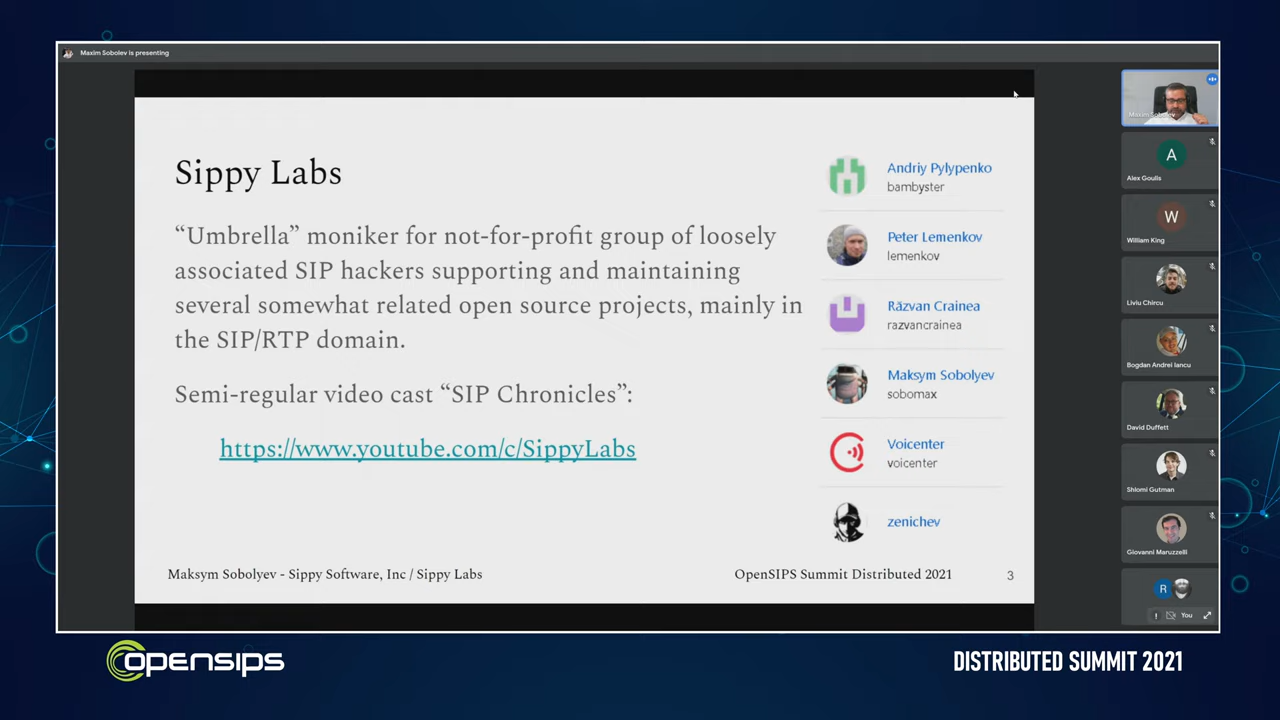 Maxim Sobolev is presenting
Sippy Labs
“Umbrella” moniker for not-for-profit group of loosely
associated SIP hackers supporting and maintaining
several somewhat related open source projects, mainly in
the SIP/RTP domain.
Semi-regular video cast “SIP Chronicles”:
https://www.youtube.com/c/SippyLabs
Andriy Pylypenko
bambyster
Peter Lemenkov
lemenkov
Răzvan Crainea
razvancrainea
Maksym Sobolyev
sobomax
Voicenter
voicenter
zenichev
Maksym Sobolyev - Sippy Software, Inc / Sippy Labs
OpenSIPS Summit Distributed 2021
3
Maxim Sobolev
A
Alex Goulis
W
William King
Liviu Chircu
Bogdan Andrei Iancu
David Duffett
Shlomi Gutman
Giovanni Maruzzelli
R
You
OPENSIPS
DISTRIBUTED SUMMIT 2021